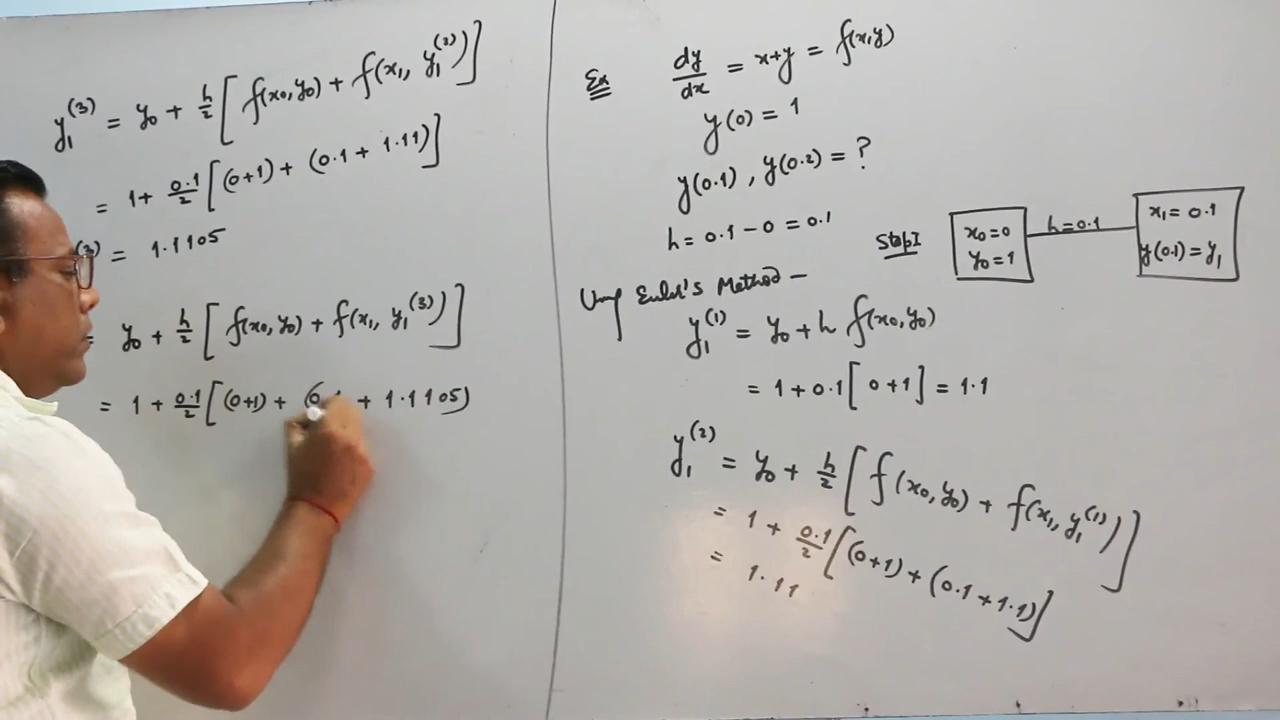 y₁⁽³⁾ = y₀ + h/2 [ f(x₀, y₀) + f(x₁, y₁⁽²⁾) ]
= 1 + 0.1/2 [ (0+1) + (0.1 + 1.11) ]
⁽³⁾ = 1.1105
= y₀ + h/2 [ f(x₀, y₀) + f(x₁, y₁⁽³⁾) ]
= 1 + 0.1/2 [ (0+1) + (0.1 + 1.1105)
Ex dy/dx = x+y = f(x,y)
y(0) = 1
y(0.1), y(0.2) = ?
h = 0.1 - 0 = 0.1
Step I
x₀=0
y₀=1
h=0.1
x₁ = 0.1
y(0.1) = y₁
Using Euler's Method -
y₁⁽¹⁾ = y₀ + h f(x₀, y₀)
= 1 + 0.1 [ 0+1 ] = 1.1
y₁⁽²⁾ = y₀ + h/2 [ f(x₀, y₀) + f(x₁, y₁⁽¹⁾) ]
= 1 + 0.1/2 [ (0+1) + (0.1 + 1.1) ]
= 1.11